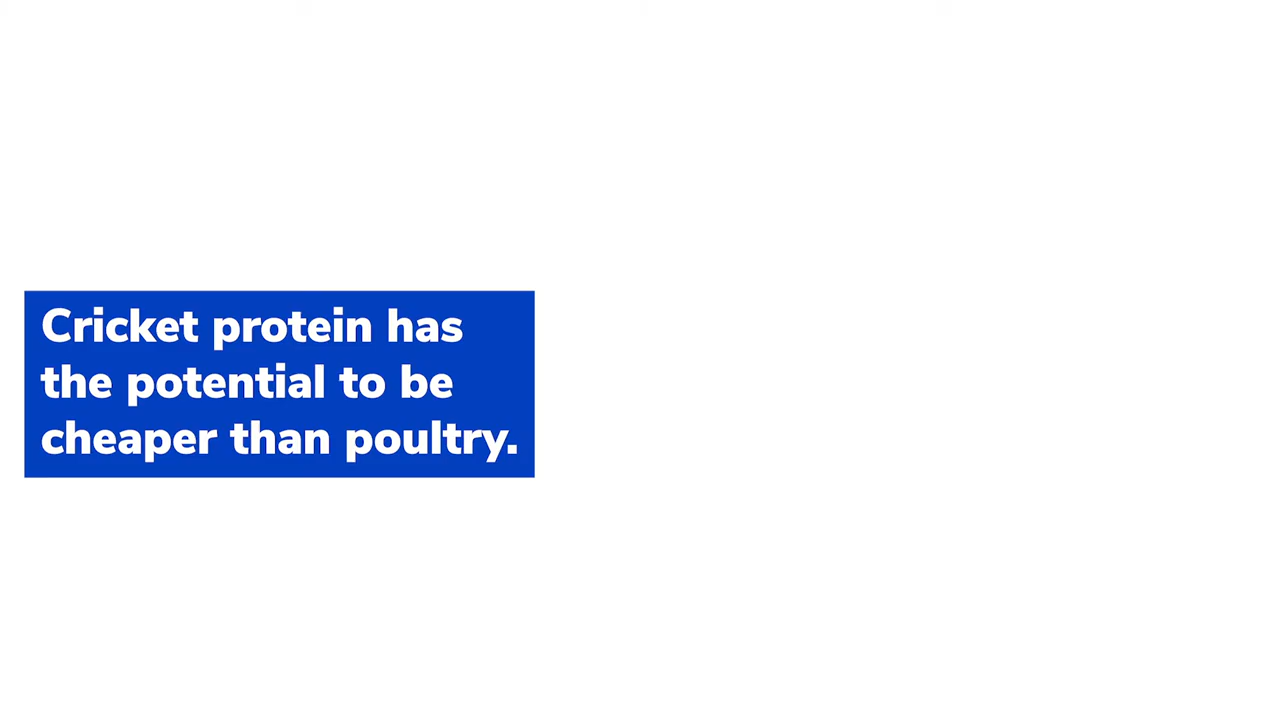 Cricket protein has
the potential to be
cheaper than poultry.